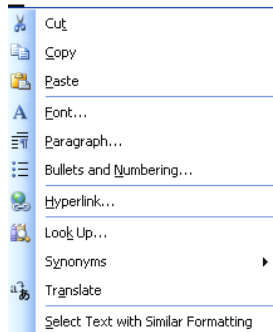 Cut
Copy
Paste
Font...
Paragraph...
Bullets and Numbering...
Hyperlink...
Look Up...
Synonyms
Translate
Select Text with Similar Formatting